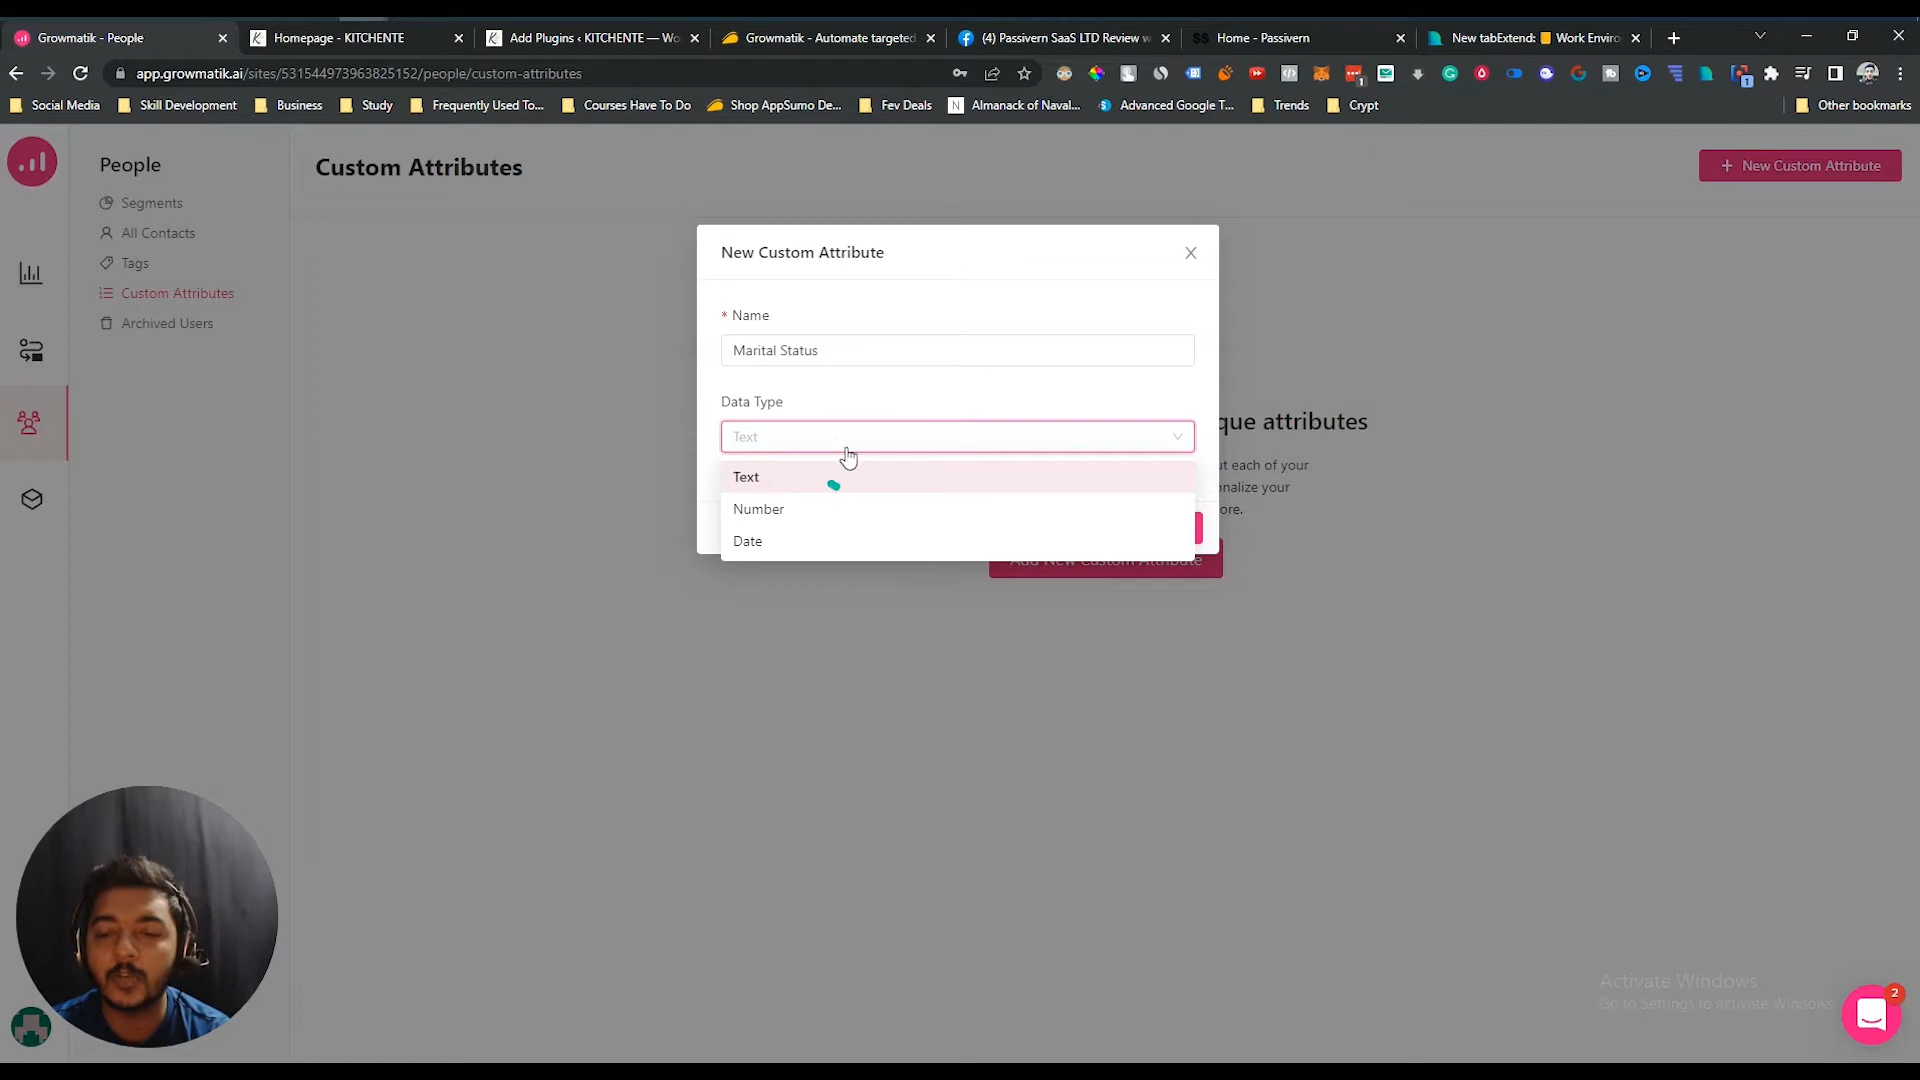 Growmatik - People
Homepage - KITCHENTE
Add Plugins ‹ KITCHENTE — Wo
Growmatik - Automate targeted
(4) Passivern SaaS LTD Review w
Home - Passivern
New tabExtend: Work Enviro
app.growmatik.ai/sites/531544973963825152/people/custom-attributes
Social Media
Skill Development
Business
Study
Frequently Used To...
Courses Have To Do
Shop AppSumo De...
Fev Deals
Almanack of Naval...
Advanced Google T...
Trends
Crypt
Other bookmarks
People
Segments
All Contacts
Tags
Custom Attributes
Archived Users
Custom Attributes
+ New Custom Attribute
New Custom Attribute
* Name
Marital Status
Data Type
Text
Text
Number
Date
que attributes
ut each of your
nalize your
ore.
Add New Custom Attribute
Activate Windows
Go to Settings to activate Windows.
2